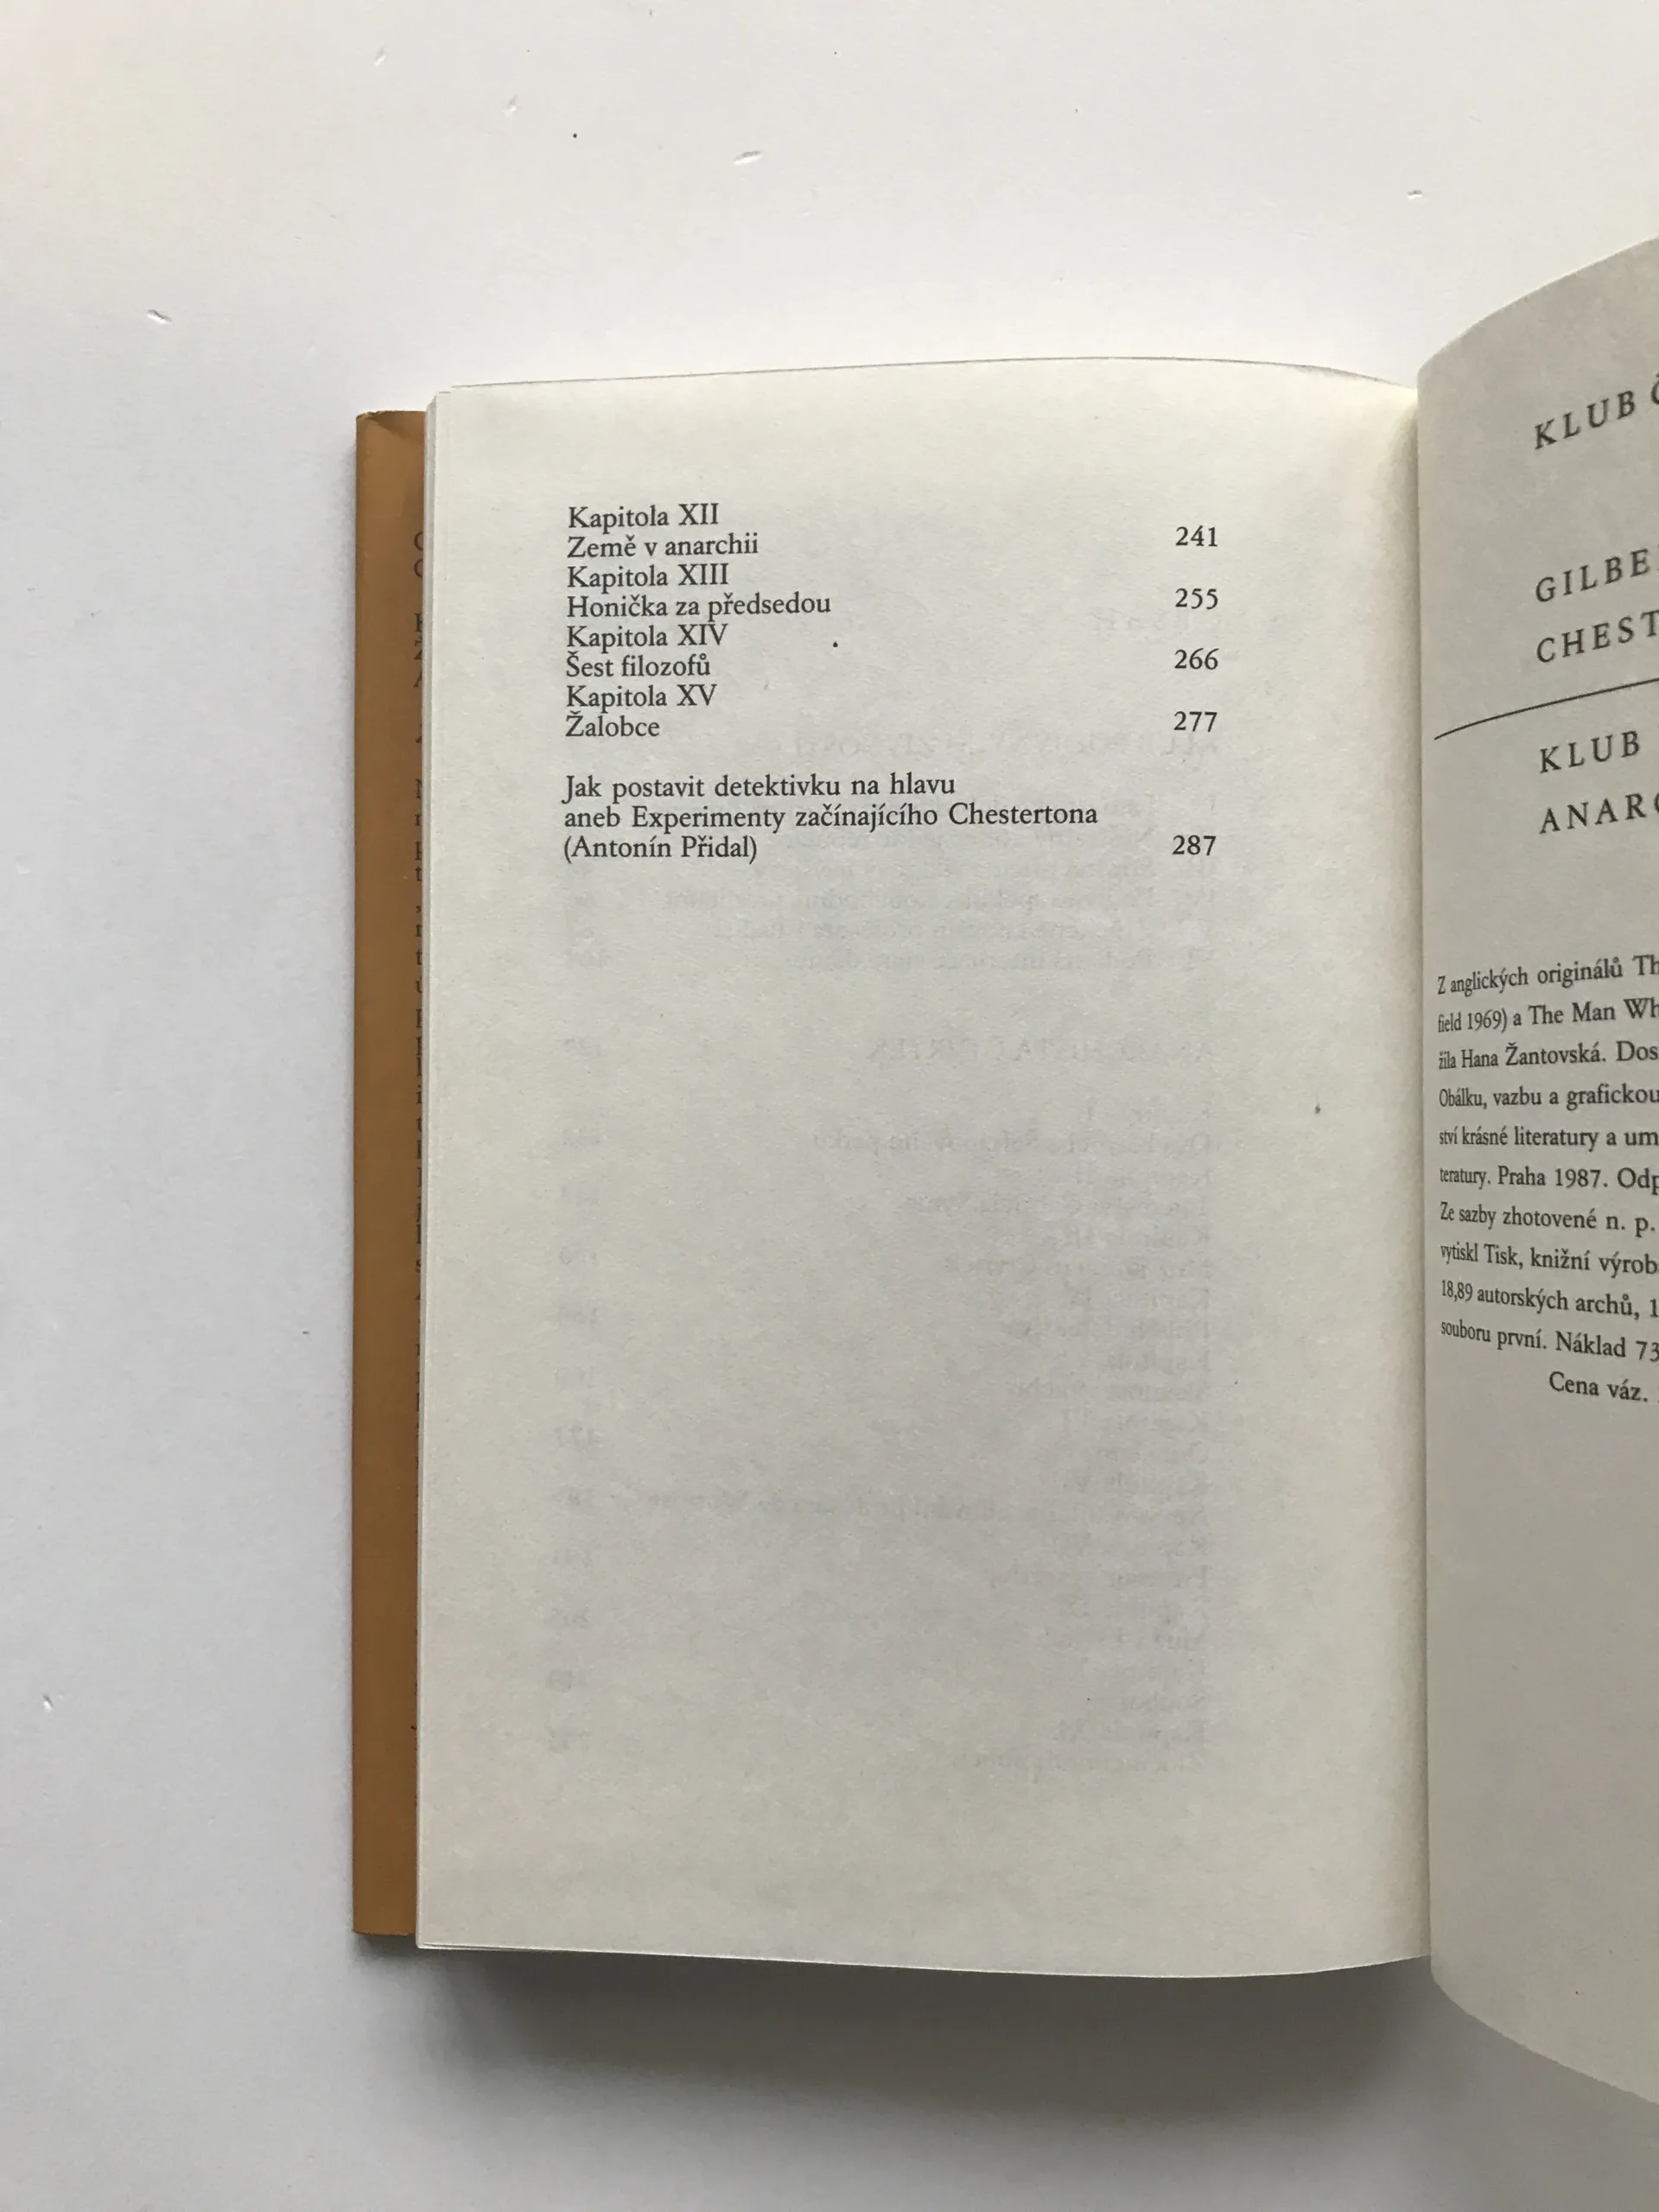 Kapitola XII
Země v anarchii 241
Kapitola XIII
Honička za předsedou 255
Kapitola XIV
Šest filozofů 266
Kapitola XV
Žalobce 277
Jak postavit detektivku na hlavu
aneb Experimenty začínajícího Chestertona
(Antonín Přidal) 287
KLUB
GILBE
CHEST
KLUB
ANAR
Z anglických originálů Th
field 1969) a The Man Wh
žila Hana Žantovská. Dos
Obálku, vazbu a grafickou
ství krásné literatury a um
teratury. Praha 1987. Odp
Ze sazby zhotovené n. p.
vytiskl Tisk, knižní výrob
18,89 autorských archů, 1
souboru první. Náklad 73
Cena váz.